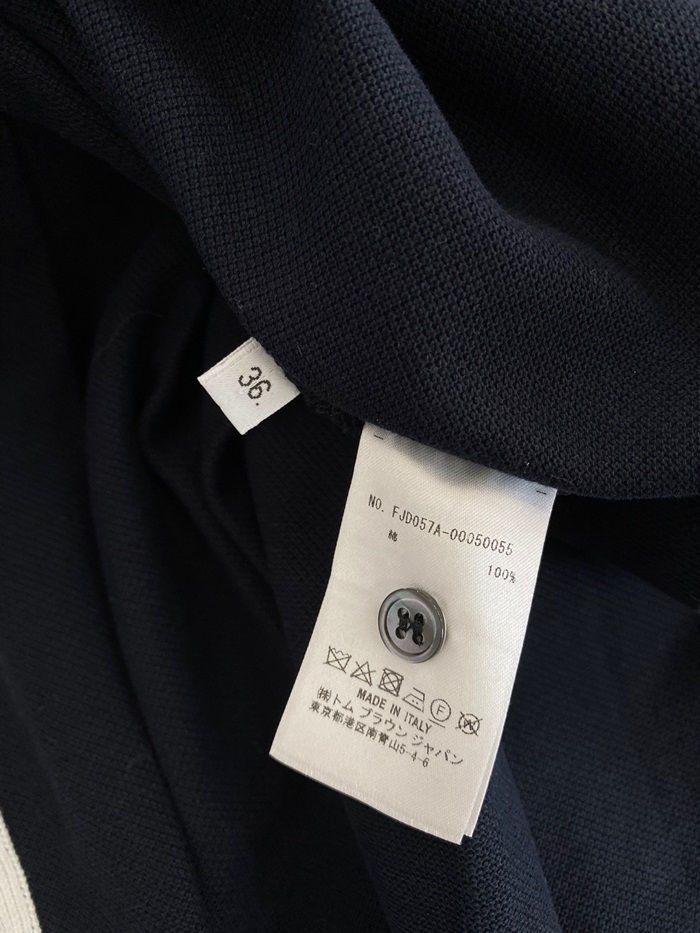 36.
NO. FJD057A-00050055
綿
100%
F
W
MADE IN ITALY
㈱トム ブラウン ジャパン
東京都港区南青山5-4-6